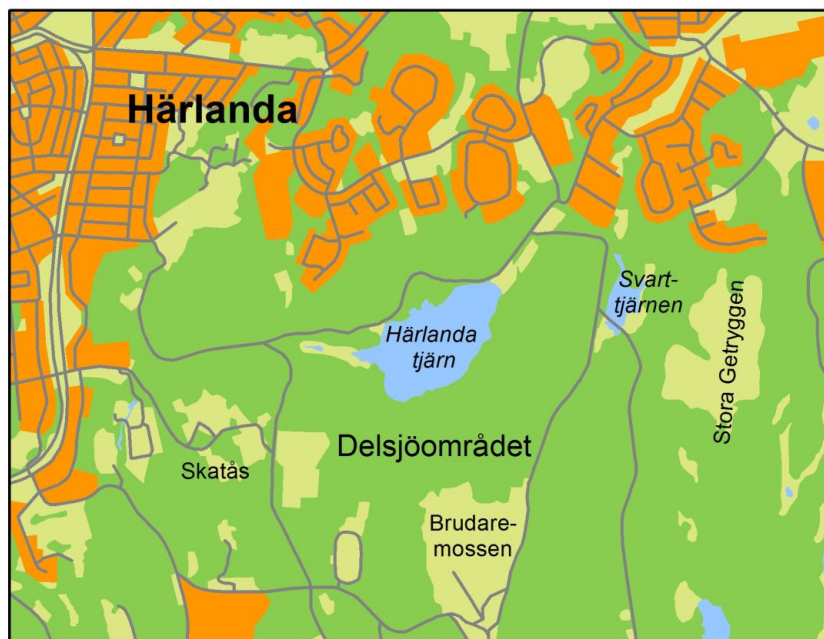 Härlanda
Svart-
tjärnen
Härlanda
tjärn
Stora Getryggen
Delsjöområdet
Skatås
Brudare-
mossen